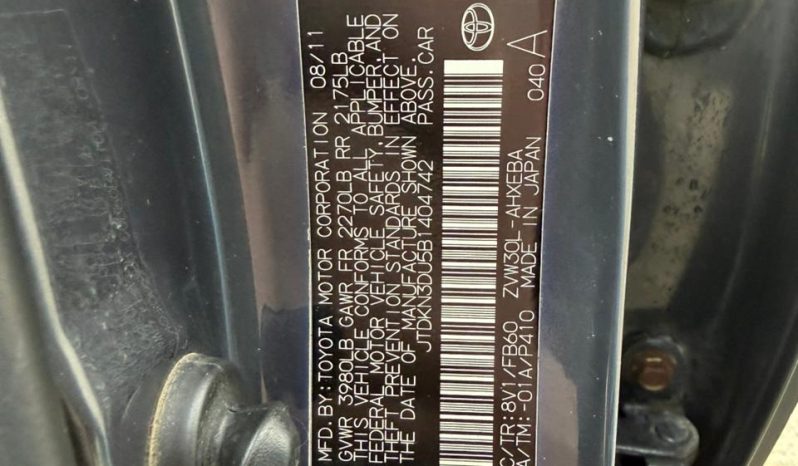 MFD. BY: TOYOTA MOTOR CORPORATION 08/11
GVWR 3980LB GAWR FR 2270LB RR 2175LB
THIS VEHICLE CONFORMS TO ALL APPLICABLE
FEDERAL MOTOR VEHICLE SAFETY, BUMPER, AND
THEFT PREVENTION STANDARDS IN EFFECT ON
THE DATE OF MANUFACTURE SHOWN ABOVE.
JTDKN3DU5B1404742 PASS. CAR
C/TR: 8V1/FB60 ZVW30L-AHXEBA 040 A
A/TM: -01A/P410 MADE IN JAPAN